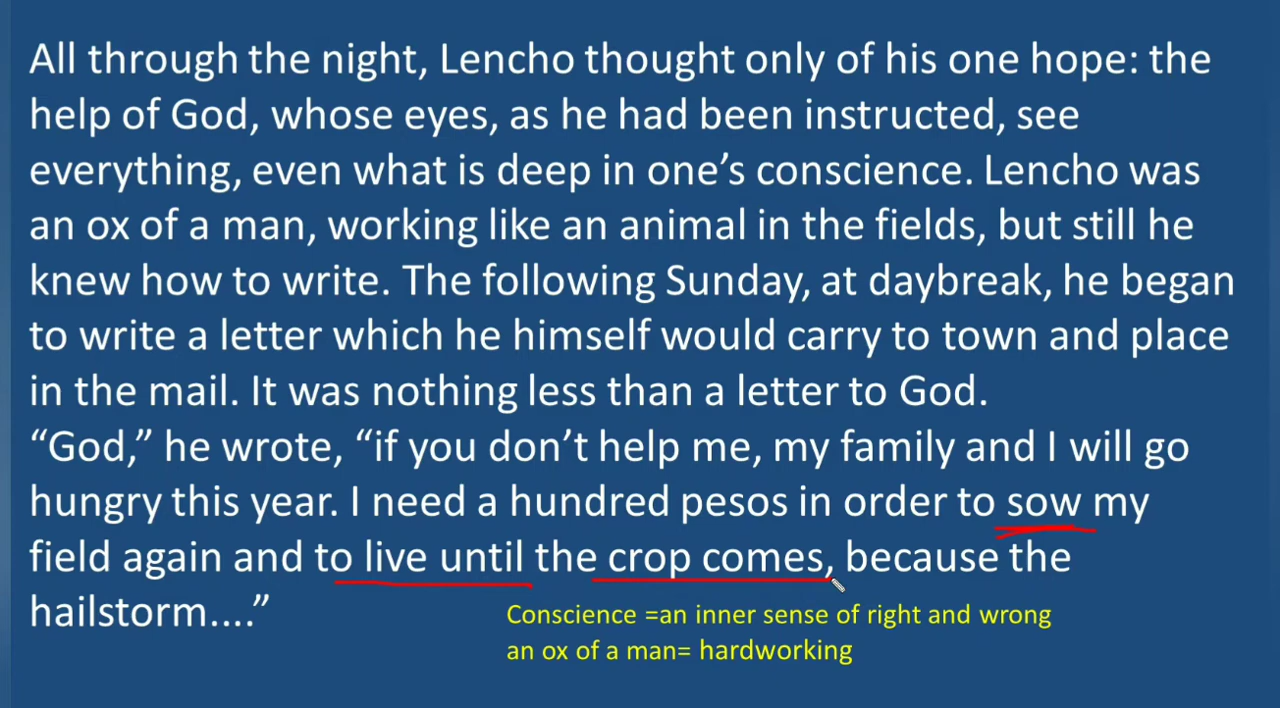 All through the night, Lencho thought only of his one hope: the
help of God, whose eyes, as he had been instructed, see
everything, even what is deep in one’s conscience. Lencho was
an ox of a man, working like an animal in the fields, but still he
knew how to write. The following Sunday, at daybreak, he began
to write a letter which he himself would carry to town and place
in the mail. It was nothing less than a letter to God.
“God,” he wrote, “if you don’t help me, my family and I will go
hungry this year. I need a hundred pesos in order to sow my
field again and to live until the crop comes, because the
hailstorm....”
Conscience =an inner sense of right and wrong
an ox of a man= hardworking